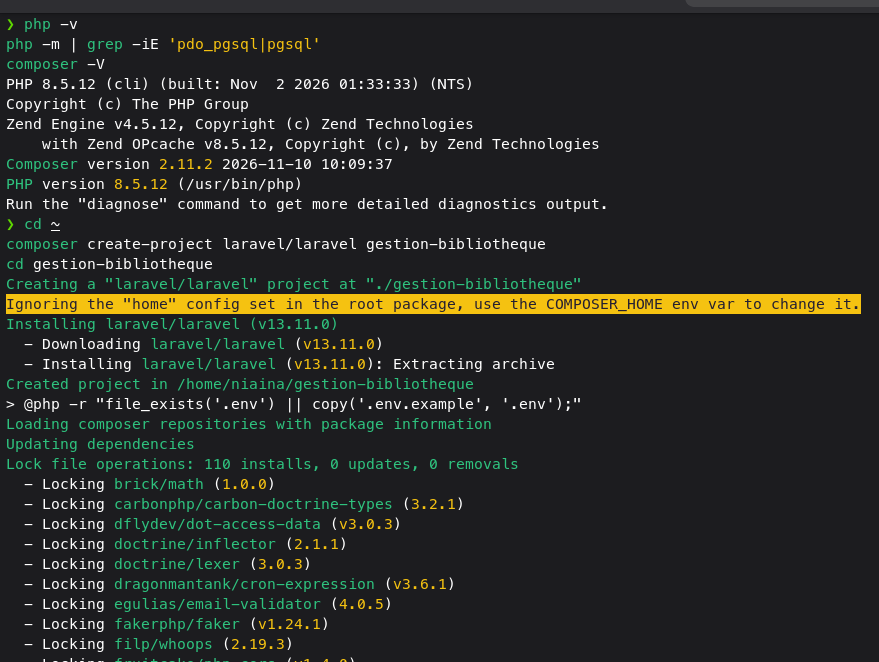 ❯ php -v
php -m | grep -iE 'pdo_pgsql|pgsql'
composer -V
PHP 8.5.12 (cli) (built: Nov  2 2026 01:33:33) (NTS)
Copyright (c) The PHP Group
Zend Engine v4.5.12, Copyright (c) Zend Technologies
    with Zend OPcache v8.5.12, Copyright (c), by Zend Technologies
Composer version 2.11.2 2026-11-10 10:09:37
PHP version 8.5.12 (/usr/bin/php)
Run the "diagnose" command to get more detailed diagnostics output.
❯ cd ~
composer create-project laravel/laravel gestion-bibliotheque
cd gestion-bibliotheque
Creating a "laravel/laravel" project at "./gestion-bibliotheque"
Ignoring the "home" config set in the root package, use the COMPOSER_HOME env var to change it.
Installing laravel/laravel (v13.11.0)
  - Downloading laravel/laravel (v13.11.0)
  - Installing laravel/laravel (v13.11.0): Extracting archive
Created project in /home/niaina/gestion-bibliotheque
> @php -r "file_exists('.env') || copy('.env.example', '.env');"
Loading composer repositories with package information
Updating dependencies
Lock file operations: 110 installs, 0 updates, 0 removals
  - Locking brick/math (1.0.0)
  - Locking carbonphp/carbon-doctrine-types (3.2.1)
  - Locking dflydev/dot-access-data (v3.0.3)
  - Locking doctrine/inflector (2.1.1)
  - Locking doctrine/lexer (3.0.3)
  - Locking dragonmantank/cron-expression (v3.6.1)
  - Locking egulias/email-validator (4.0.5)
  - Locking fakerphp/faker (v1.24.1)
  - Locking filp/whoops (2.19.3)
  - Locking